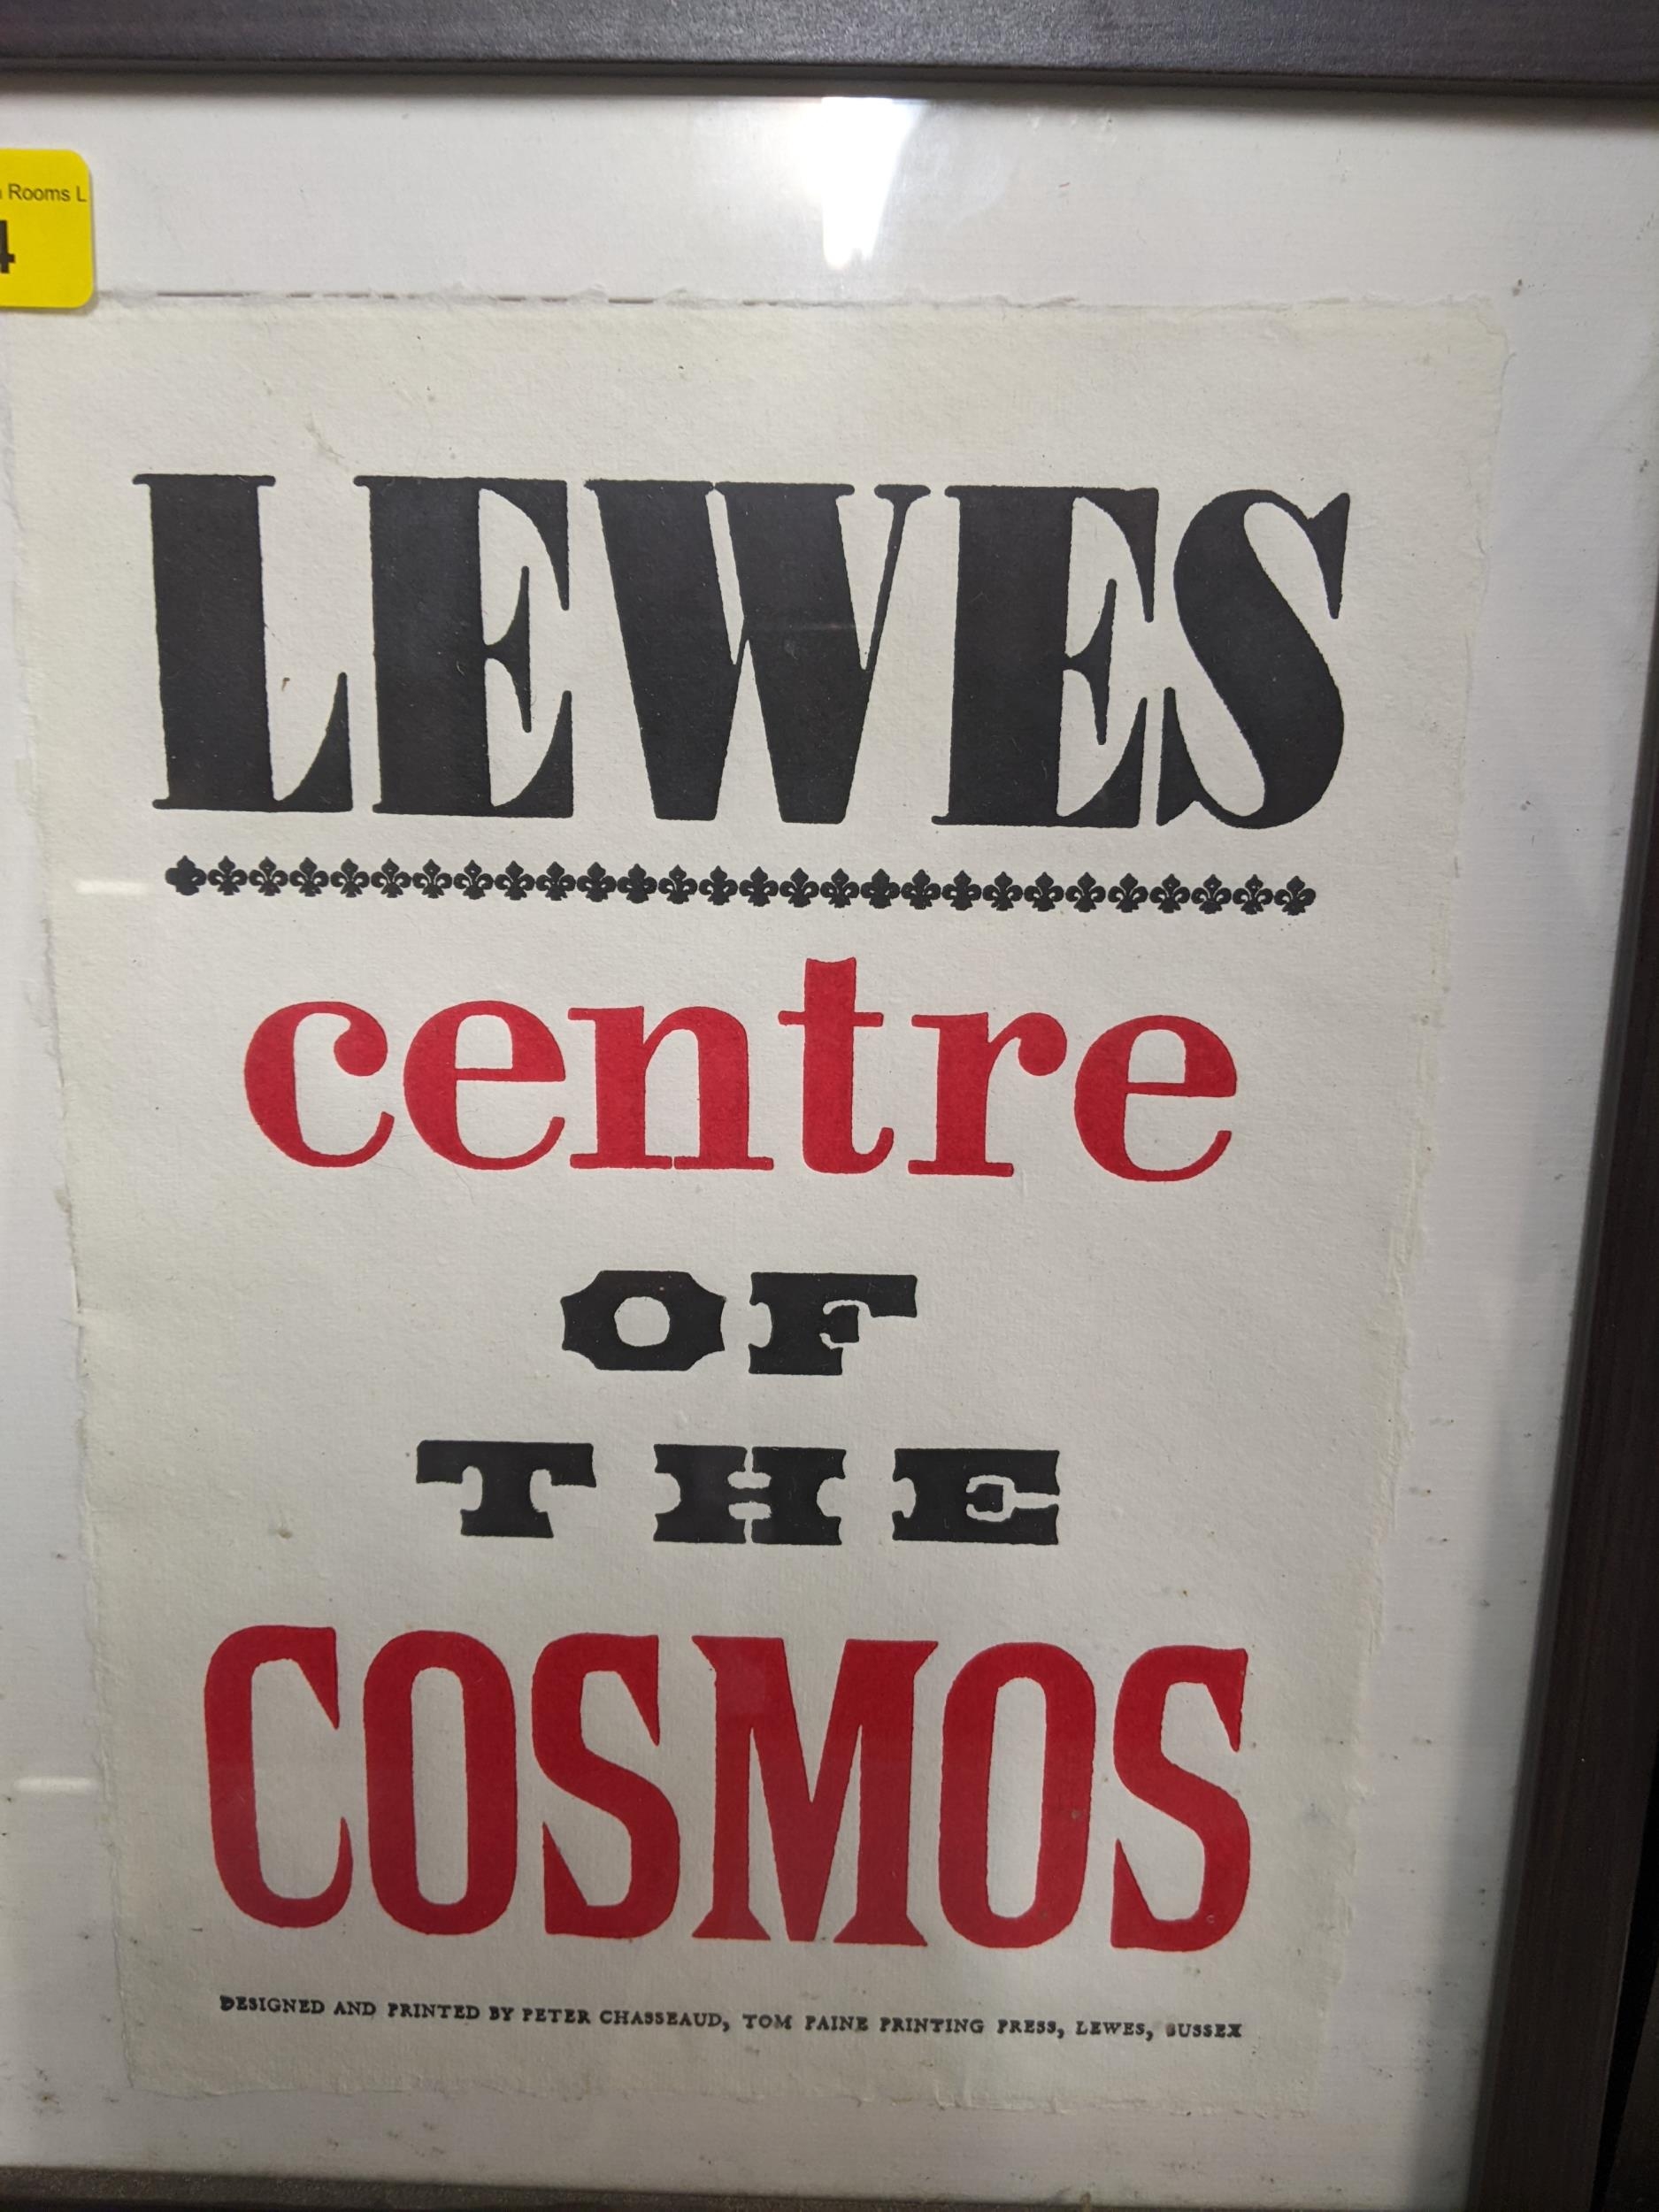 Rooms L
4
LEWES
centre
OF
THE
COSMOS
DESIGNED AND PRINTED BY PETER CHASSEAUD, TOM PAINE PRINTING PRESS, LEWES, SUSSEX